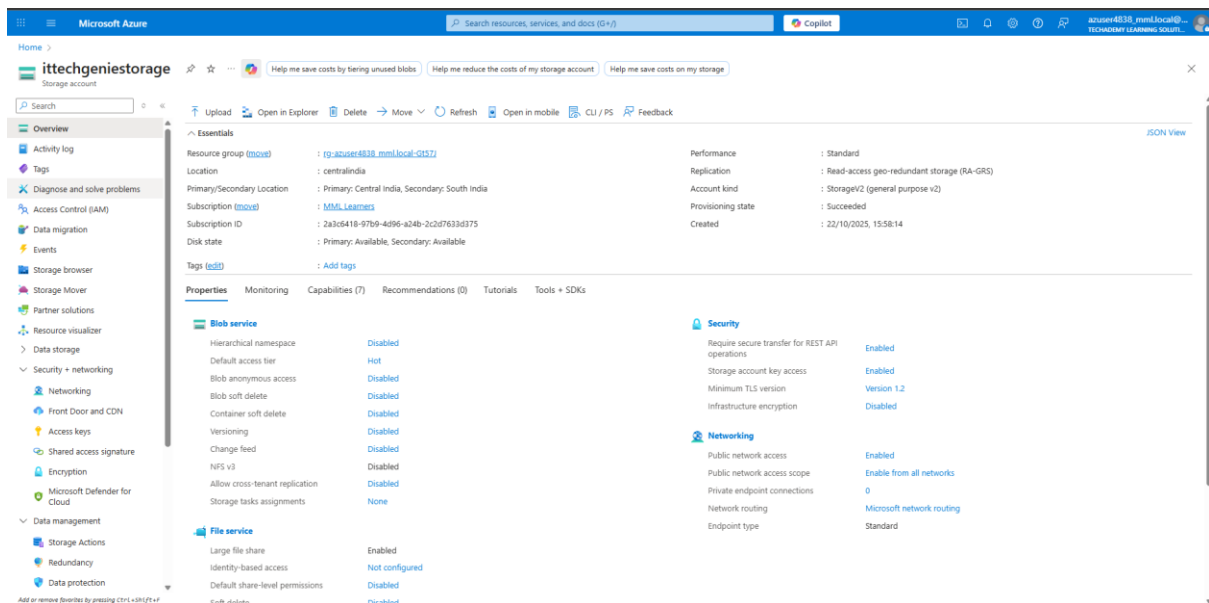 Microsoft Azure
Search resources, services, and docs (G+/)
Copilot
azuser4838_mml.local@...
TECHADEMY LEARNING SOLUTI...
Home >
ittechgeniestorage
Storage account
Help me save costs by tiering unused blobs
Help me reduce the costs of my storage account
Help me save costs on my storage
Search
Upload
Open in Explorer
Delete
Move
Refresh
Open in mobile
CLI / PS
Feedback
Overview
Activity log
Tags
Diagnose and solve problems
Access Control (IAM)
Data migration
Events
Storage browser
Storage Mover
Partner solutions
Resource visualizer
Data storage
Security + networking
Networking
Front Door and CDN
Access keys
Shared access signature
Encryption
Microsoft Defender for
Cloud
Data management
Storage Actions
Redundancy
Data protection
Add or remove favorites by pressing Ctrl+Shift+F
Essentials
JSON View
Resource group (move) : rg-azuser4838_mml.local-Gt57J
Location : centralindia
Primary/Secondary Location : Primary: Central India, Secondary: South India
Subscription (move) : MML Learners
Subscription ID : 2a3c6418-97b9-4d96-a24b-2c2d7633d375
Disk state : Primary: Available, Secondary: Available
Tags (edit) : Add tags
Performance : Standard
Replication : Read-access geo-redundant storage (RA-GRS)
Account kind : StorageV2 (general purpose v2)
Provisioning state : Succeeded
Created : 22/10/2025, 15:58:14
Properties Monitoring Capabilities (7) Recommendations (0) Tutorials Tools + SDKs
Blob service
Hierarchical namespace Disabled
Default access tier Hot
Blob anonymous access Disabled
Blob soft delete Disabled
Container soft delete Disabled
Versioning Disabled
Change feed Disabled
NFS v3 Disabled
Allow cross-tenant replication Disabled
Storage tasks assignments None
File service
Large file share Enabled
Identity-based access Not configured
Default share-level permissions Disabled
Soft delete Disabled
Security
Require secure transfer for REST API
operations Enabled
Storage account key access Enabled
Minimum TLS version Version 1.2
Infrastructure encryption Disabled
Networking
Public network access Enabled
Public network access scope Enable from all networks
Private endpoint connections 0
Network routing Microsoft network routing
Endpoint type Standard